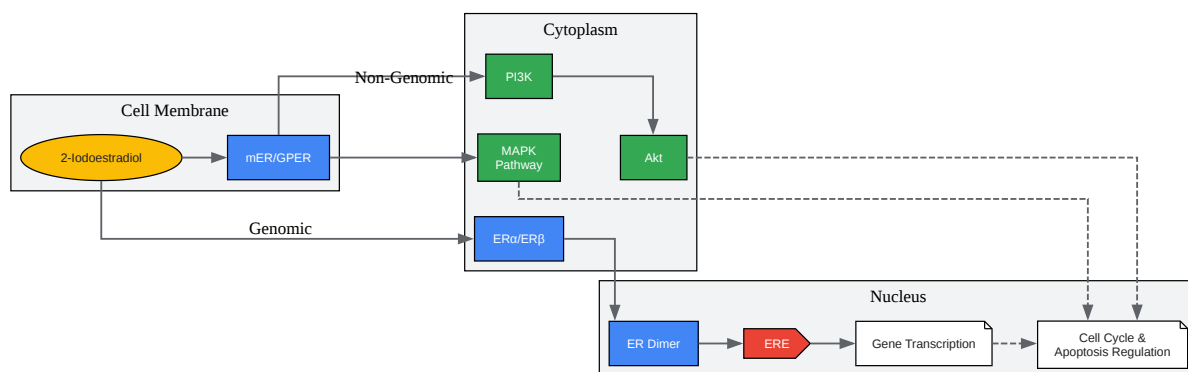 Cytoplasm
PI3K
Non-Genomic
Cell Membrane
2-Iodoestradiol
mER/GPER
MAPK
Pathway
Akt
Genomic
ERα/ERβ
Nucleus
ER Dimer
ERE
Gene Transcription
Cell Cycle &
Apoptosis Regulation